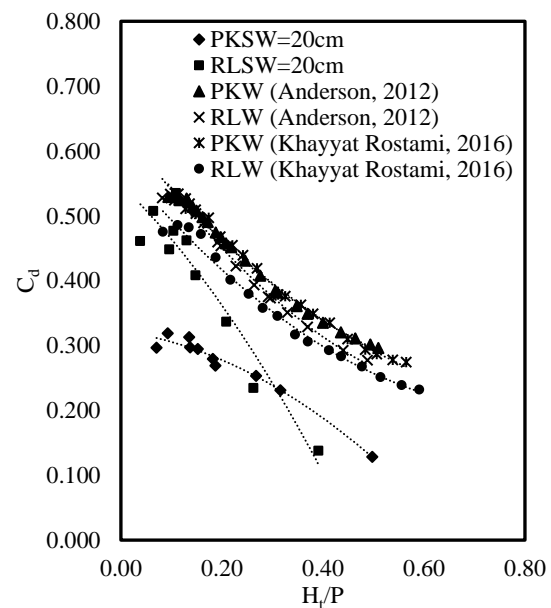 0.800
0.700
0.600
0.500
0.400
0.300
0.200
0.100
0.000
C_d
PKSW=20cm
RLSW=20cm
PKW (Anderson, 2012)
RLW (Anderson, 2012)
PKW (Khayyat Rostami, 2016)
RLW (Khayyat Rostami, 2016)
0.00 0.20 0.40 0.60 0.80
H_t/P